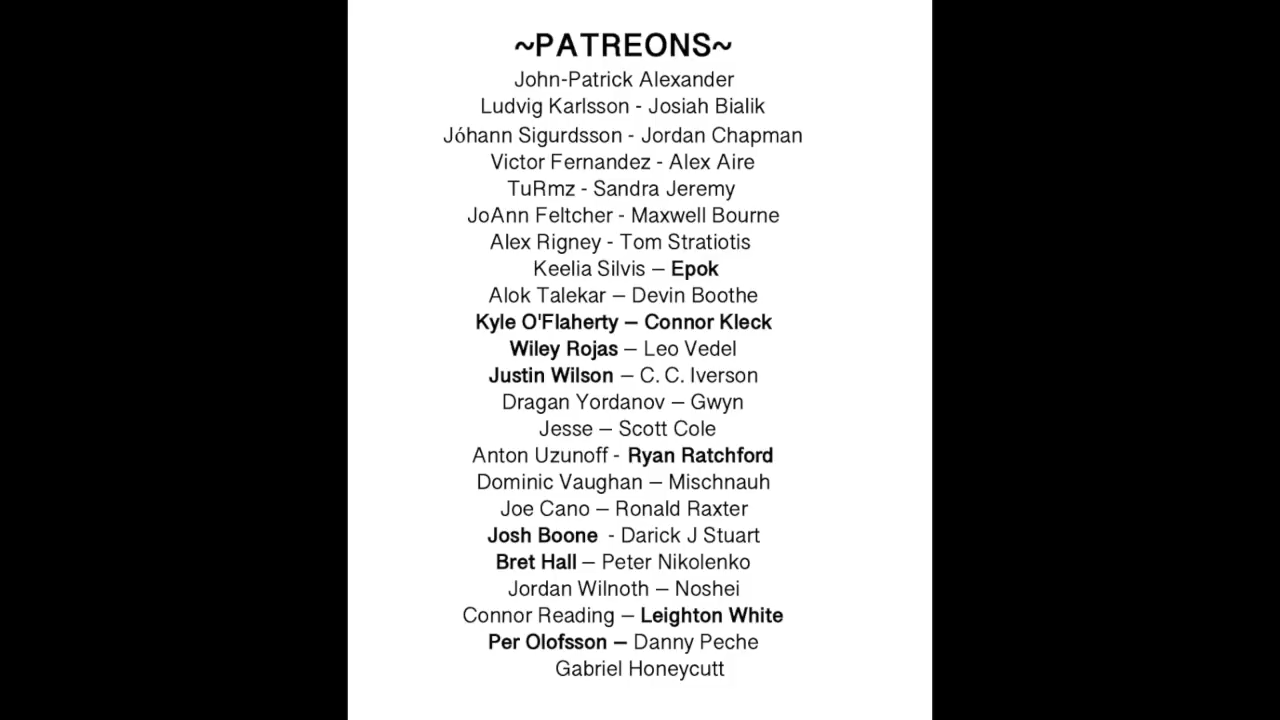 ~PATREONS~
John-Patrick Alexander
Ludvig Karlsson - Josiah Bialik
Jóhann Sigurdsson - Jordan Chapman
Victor Fernandez - Alex Aire
TuRmz - Sandra Jeremy
JoAnn Feltcher - Maxwell Bourne
Alex Rigney - Tom Stratiotis
Keelia Silvis – Epok
Alok Talekar – Devin Boothe
Kyle O'Flaherty – Connor Kleck
Wiley Rojas – Leo Vedel
Justin Wilson – C. C. Iverson
Dragan Yordanov – Gwyn
Jesse – Scott Cole
Anton Uzunoff - Ryan Ratchford
Dominic Vaughan – Mischnauh
Joe Cano – Ronald Raxter
Josh Boone - Darick J Stuart
Bret Hall – Peter Nikolenko
Jordan Wilnoth – Noshei
Connor Reading – Leighton White
Per Olofsson – Danny Peche
Gabriel Honeycutt